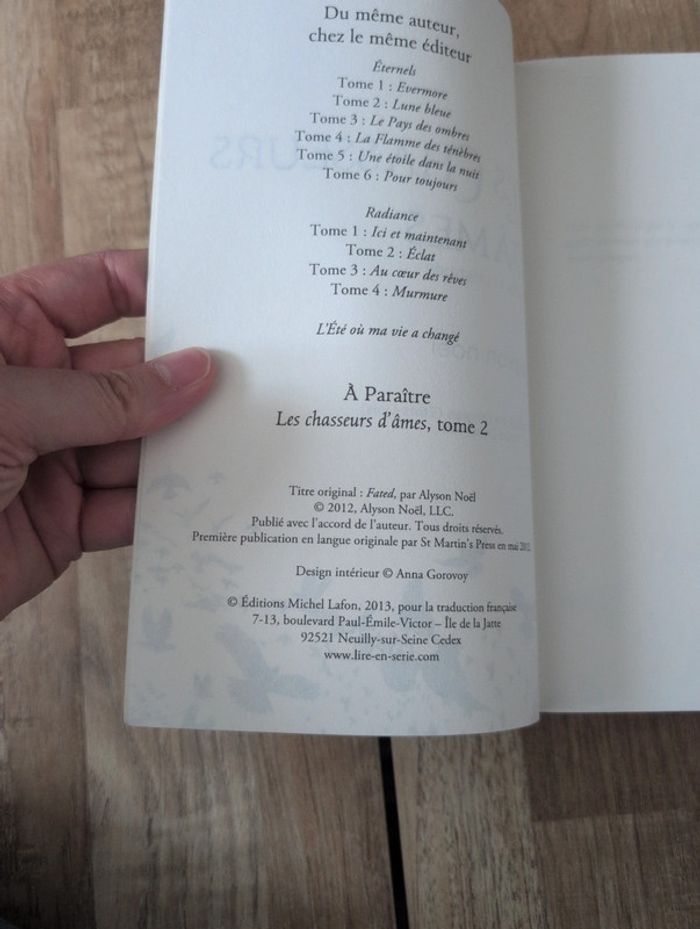 Du même auteur,
chez le même éditeur
Éternels
Tome 1 : Evermore
Tome 2 : Lune bleue
Tome 3 : Le Pays des ombres
Tome 4 : La Flamme des ténèbres
Tome 5 : Une étoile dans la nuit
Tome 6 : Pour toujours
Radiance
Tome 1 : Ici et maintenant
Tome 2 : Éclat
Tome 3 : Au cœur des rêves
Tome 4 : Murmure
L'Été où ma vie a changé
À Paraître
Les chasseurs d'âmes, tome 2
Titre original : Fated, par Alyson Noël
© 2012, Alyson Noël, LLC.
Publié avec l'accord de l'auteur. Tous droits réservés.
Première publication en langue originale par St Martin's Press en mai 2012.
Design intérieur © Anna Gorovoy
© Éditions Michel Lafon, 2013, pour la traduction française
7-13, boulevard Paul-Émile-Victor – Île de la Jatte
92521 Neuilly-sur-Seine Cedex
www.lire-en-serie.com